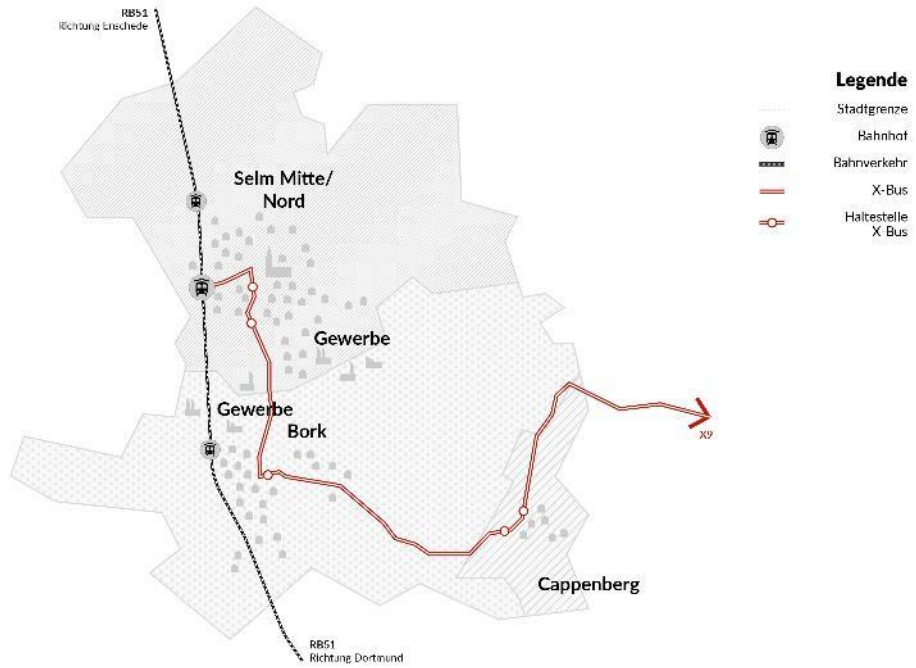 RB51
Richtung Enschede
Selm Mitte/
Nord
Gewerbe
Gewerbe
Bork
X9
Cappenberg
RB51
Richtung Dortmund
Legende
Stadtgrenze
Bahnhof
Bahnverkehr
X-Bus
Haltestelle
X-Bus